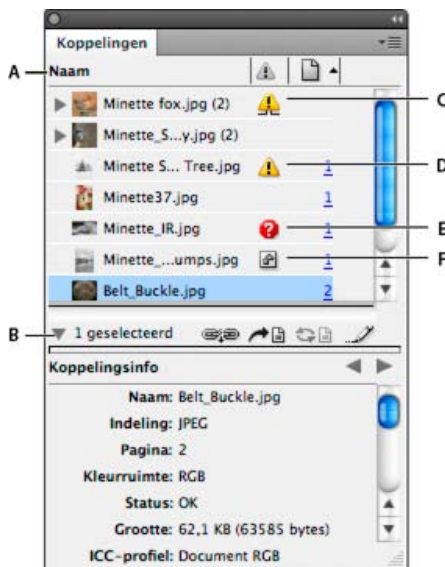 Koppelingen
A Naam
Minette fox.jpg (2) C
Minette_S...y.jpg (2)
Minette S... Tree.jpg 1 D
Minette37.jpg 1
Minette_IR.jpg ? 1 E
Minette_...umps.jpg 1 F
Belt_Buckle.jpg 2
B 1 geselecteerd
Koppelingsinfo
Naam: Belt_Buckle.jpg
Indeling: JPEG
Pagina: 2
Kleurruimte: RGB
Status: OK
Grootte: 62,1 KB (63585 bytes)
ICC-profiel: Document RGB